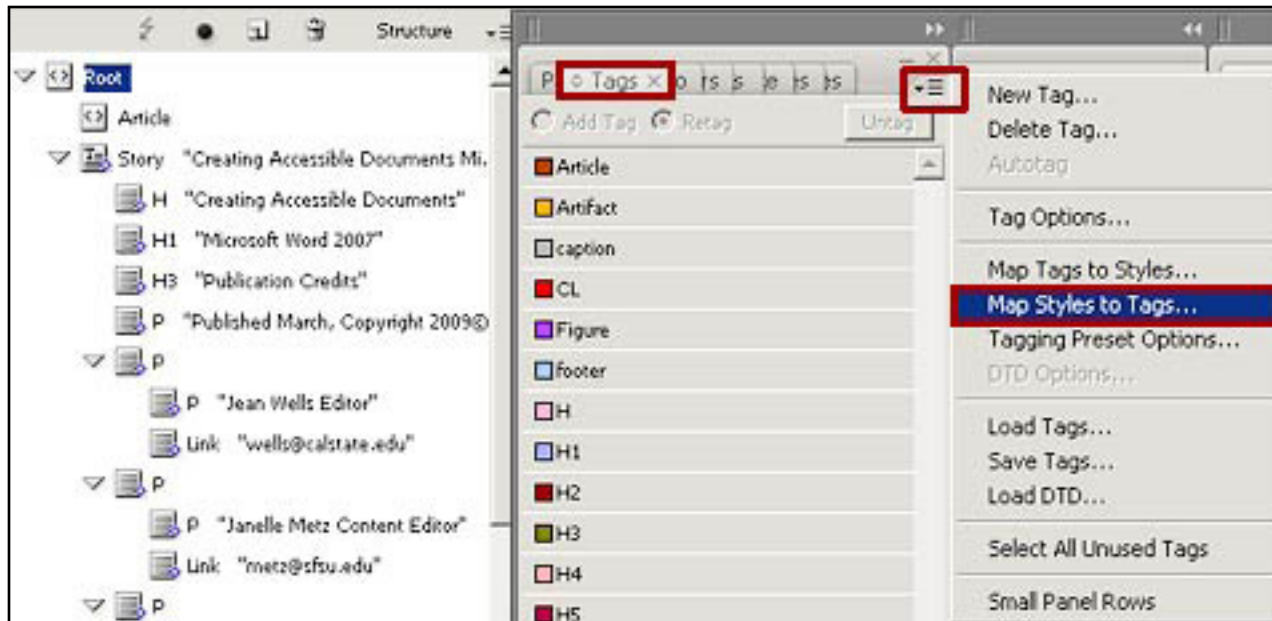 Structure
Root
Article
Story "Creating Accessible Documents Mi.
H "Creating Accessible Documents"
H1 "Microsoft Word 2007"
H3 "Publication Credits"
P "Published March, Copyright 2009©
P
P "Jean Wells Editor"
Link "wells@calstate.edu"
P
P "Janelle Metz Content Editor"
Link "metz@sfsu.edu"
P
P Tags o rs s e s s
Add Tag Retag Untag
Article
Artifact
caption
CL
Figure
footer
H
H1
H2
H3
H4
H5
New Tag...
Delete Tag...
Autotag
Tag Options...
Map Tags to Styles...
Map Styles to Tags...
Tagging Preset Options...
DTD Options...
Load Tags...
Save Tags...
Load DTD...
Select All Unused Tags
Small Panel Rows